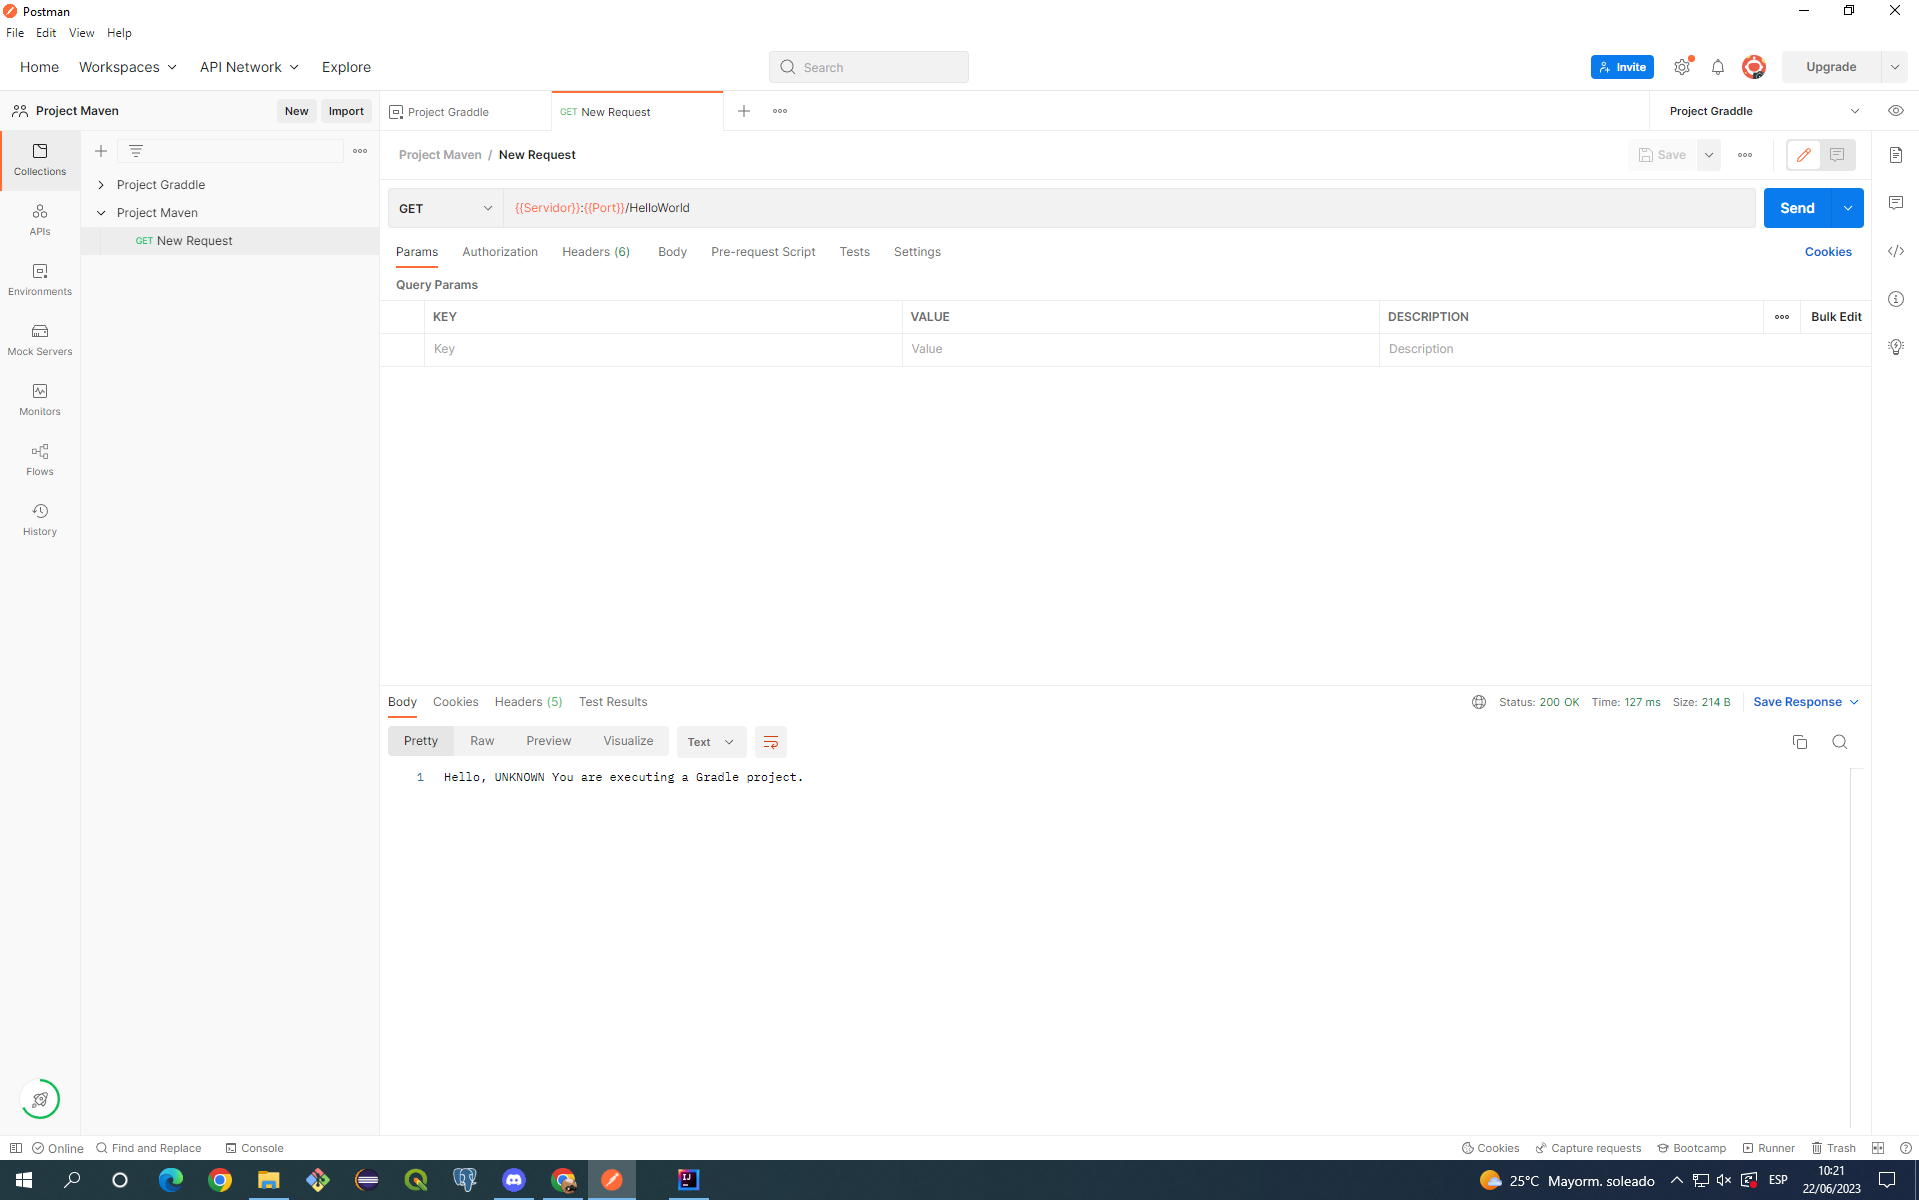 Postman
File Edit View Help
Home Workspaces API Network Explore Search Invite Upgrade
Project Maven New Import Project Graddle GET New Request Project Graddle
Project Maven / New Request Save
Collections
Project Graddle
Project Maven
GET New Request
GET {{Servidor}}:{{Port}}/HelloWorld Send
APIs
Environments
Mock Servers
Monitors
Flows
History
Params Authorization Headers (6) Body Pre-request Script Tests Settings Cookies
Query Params
KEY VALUE DESCRIPTION Bulk Edit
Key Value Description
Body Cookies Headers (5) Test Results Status: 200 OK Time: 127 ms Size: 214 B Save Response
Pretty Raw Preview Visualize Text
1 Hello, UNKNOWN You are executing a Gradle project.
Online Find and Replace Console Cookies Capture requests Bootcamp Runner Trash
25°C Mayorm. soleado ESP 10:21
22/06/2023